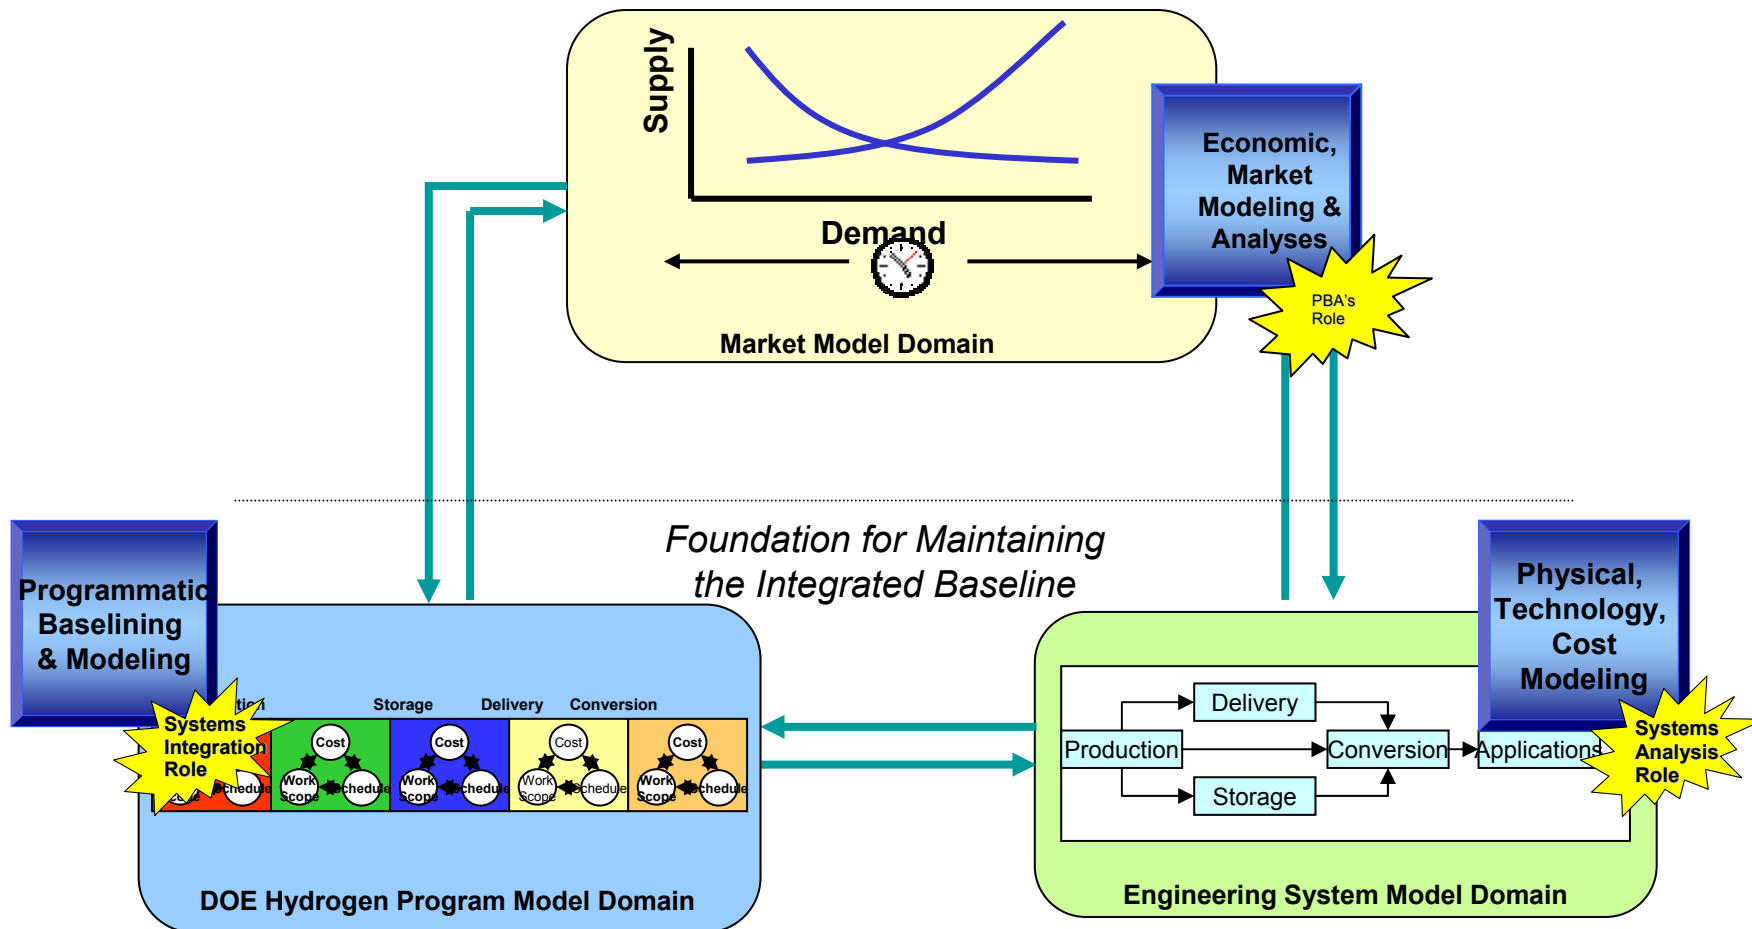 Supply
Demand
Market Model Domain
Economic,
Market
Modeling &
Analyses
PBA's
Role
Foundation for Maintaining
the Integrated Baseline
Programmatic
Baselining
& Modeling
Systems
Integration
Role
Storage
Delivery
Conversion
Schedule
Cost
Work
Scope
Schedule
Cost
Work
Scope
Schedule
Cost
Work
Scope
Schedule
Cost
Work
Scope
Schedule
DOE Hydrogen Program Model Domain
Physical,
Technology,
Cost
Modeling
Systems
Analysis
Role
Delivery
Production
Conversion
Applications
Storage
Engineering System Model Domain